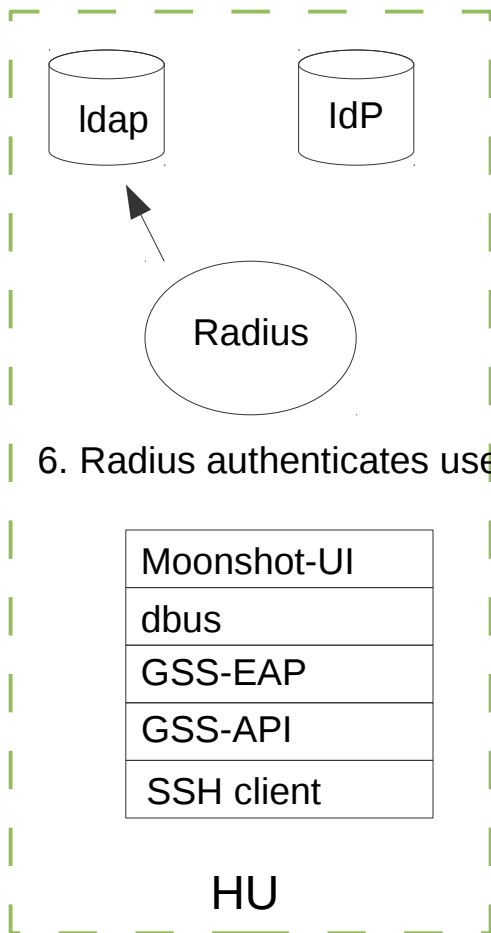 ldap
IdP
Radius
6. Radius authenticates use
Moonshot-UI
dbus
GSS-EAP
GSS-API
SSH client
HU